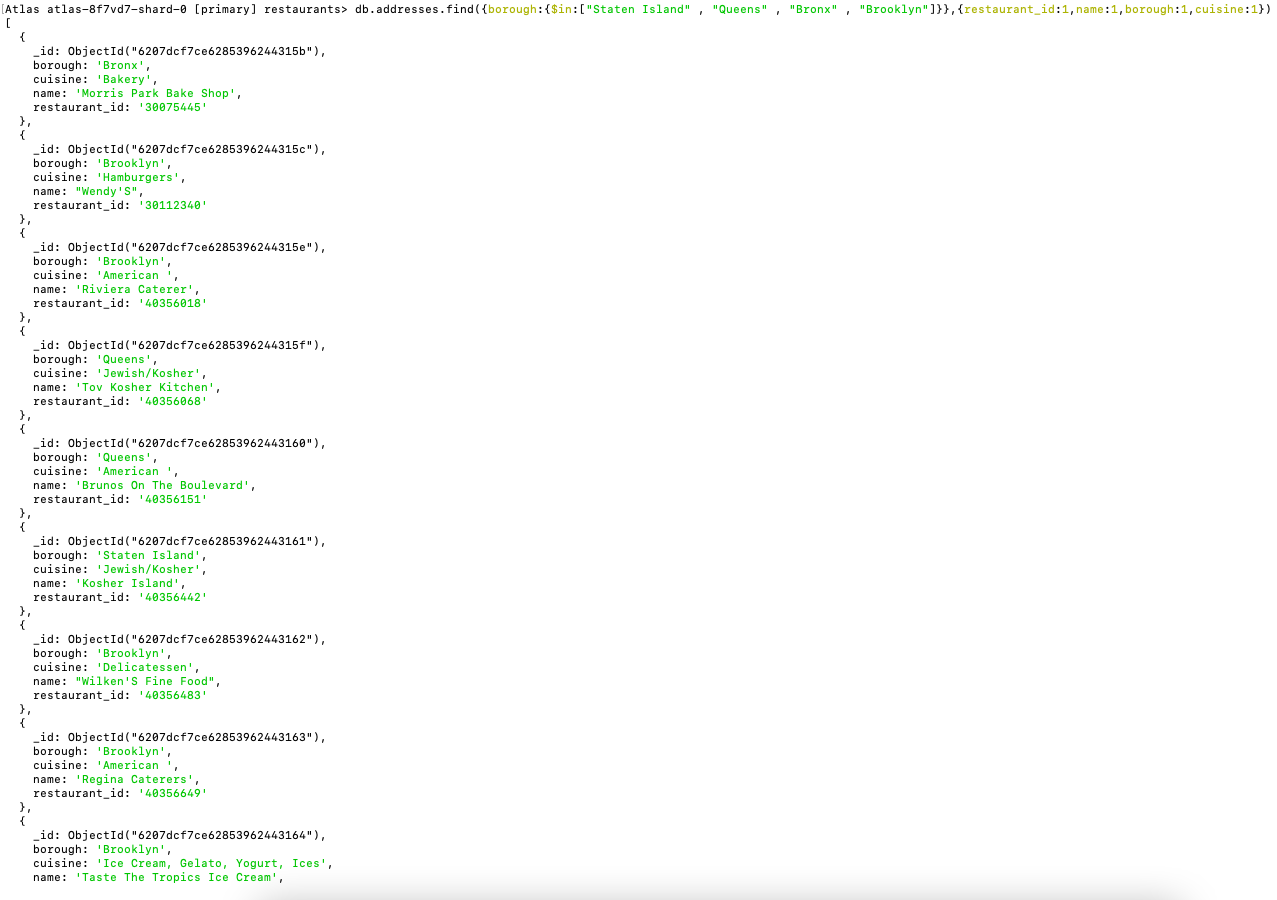 [Atlas atlas-8f7vd7-shard-0 [primary] restaurants> db.addresses.find({borough:{$in:["Staten Island" , "Queens" , "Bronx" , "Brooklyn"]}},{restaurant_id:1,name:1,borough:1,cuisine:1})
[
  {
    _id: ObjectId("6207dcf7ce6285396244315b"),
    borough: 'Bronx',
    cuisine: 'Bakery',
    name: 'Morris Park Bake Shop',
    restaurant_id: '30075445'
  },
  {
    _id: ObjectId("6207dcf7ce6285396244315c"),
    borough: 'Brooklyn',
    cuisine: 'Hamburgers',
    name: "Wendy'S",
    restaurant_id: '30112340'
  },
  {
    _id: ObjectId("6207dcf7ce6285396244315e"),
    borough: 'Brooklyn',
    cuisine: 'American ',
    name: 'Riviera Caterer',
    restaurant_id: '40356018'
  },
  {
    _id: ObjectId("6207dcf7ce6285396244315f"),
    borough: 'Queens',
    cuisine: 'Jewish/Kosher',
    name: 'Tov Kosher Kitchen',
    restaurant_id: '40356068'
  },
  {
    _id: ObjectId("6207dcf7ce62853962443160"),
    borough: 'Queens',
    cuisine: 'American ',
    name: 'Brunos On The Boulevard',
    restaurant_id: '40356151'
  },
  {
    _id: ObjectId("6207dcf7ce62853962443161"),
    borough: 'Staten Island',
    cuisine: 'Jewish/Kosher',
    name: 'Kosher Island',
    restaurant_id: '40356442'
  },
  {
    _id: ObjectId("6207dcf7ce62853962443162"),
    borough: 'Brooklyn',
    cuisine: 'Delicatessen',
    name: "Wilken'S Fine Food",
    restaurant_id: '40356483'
  },
  {
    _id: ObjectId("6207dcf7ce62853962443163"),
    borough: 'Brooklyn',
    cuisine: 'American ',
    name: 'Regina Caterers',
    restaurant_id: '40356649'
  },
  {
    _id: ObjectId("6207dcf7ce62853962443164"),
    borough: 'Brooklyn',
    cuisine: 'Ice Cream, Gelato, Yogurt, Ices',
    name: 'Taste The Tropics Ice Cream',